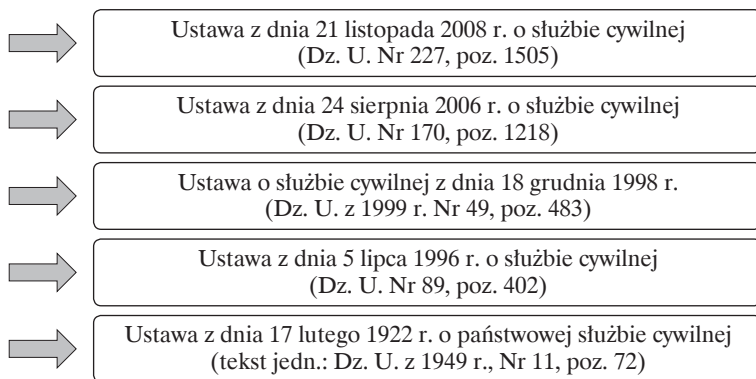 Ustawa z dnia 21 listopada 2008 r. o służbie cywilnej
(Dz. U. Nr 227, poz. 1505)
Ustawa z dnia 24 sierpnia 2006 r. o służbie cywilnej
(Dz. U. Nr 170, poz. 1218)
Ustawa o służbie cywilnej z dnia 18 grudnia 1998 r.
(Dz. U. z 1999 r. Nr 49, poz. 483)
Ustawa z dnia 5 lipca 1996 r. o służbie cywilnej
(Dz. U. Nr 89, poz. 402)
Ustawa z dnia 17 lutego 1922 r. o państwowej służbie cywilnej
(tekst jedn.: Dz. U. z 1949 r., Nr 11, poz. 72)